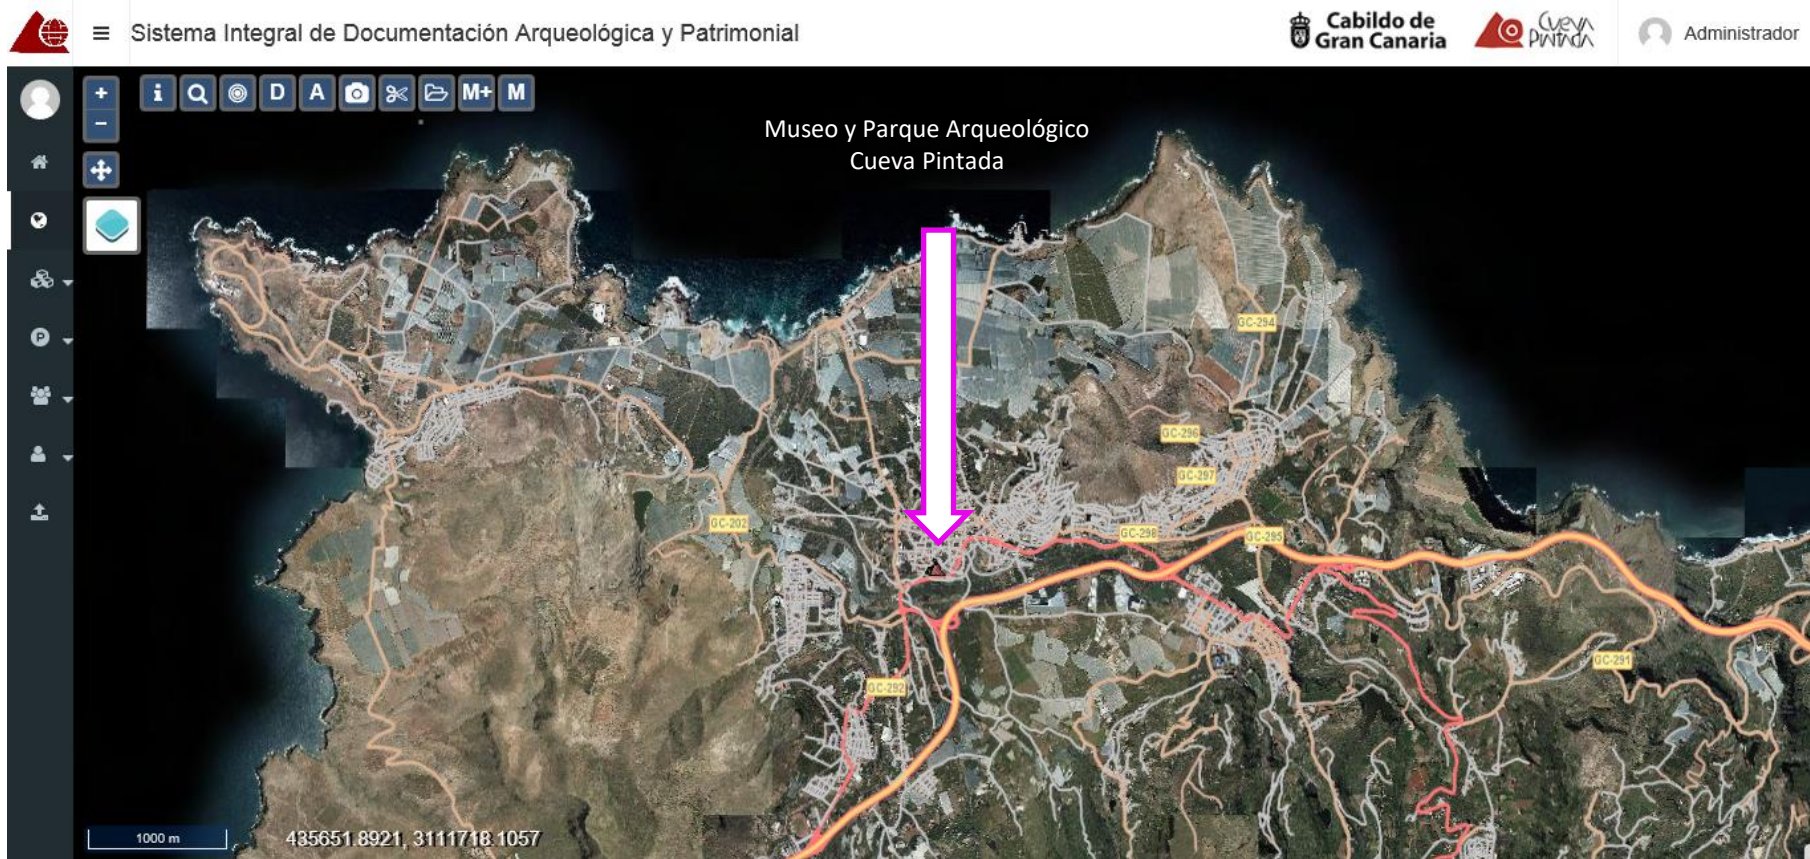 Sistema Integral de Documentación Arqueológica y Patrimonial
Cabildo de
Gran Canaria
CUEVA
PINTADA
Administrador
+
i
D
A
M+
M
−
Museo y Parque Arqueológico
Cueva Pintada
P
GC-294
GC-296
GC-297
GC-202
GC-298
GC-295
GC-291
GC-292
1000 m
435651.8921, 3111718.1057